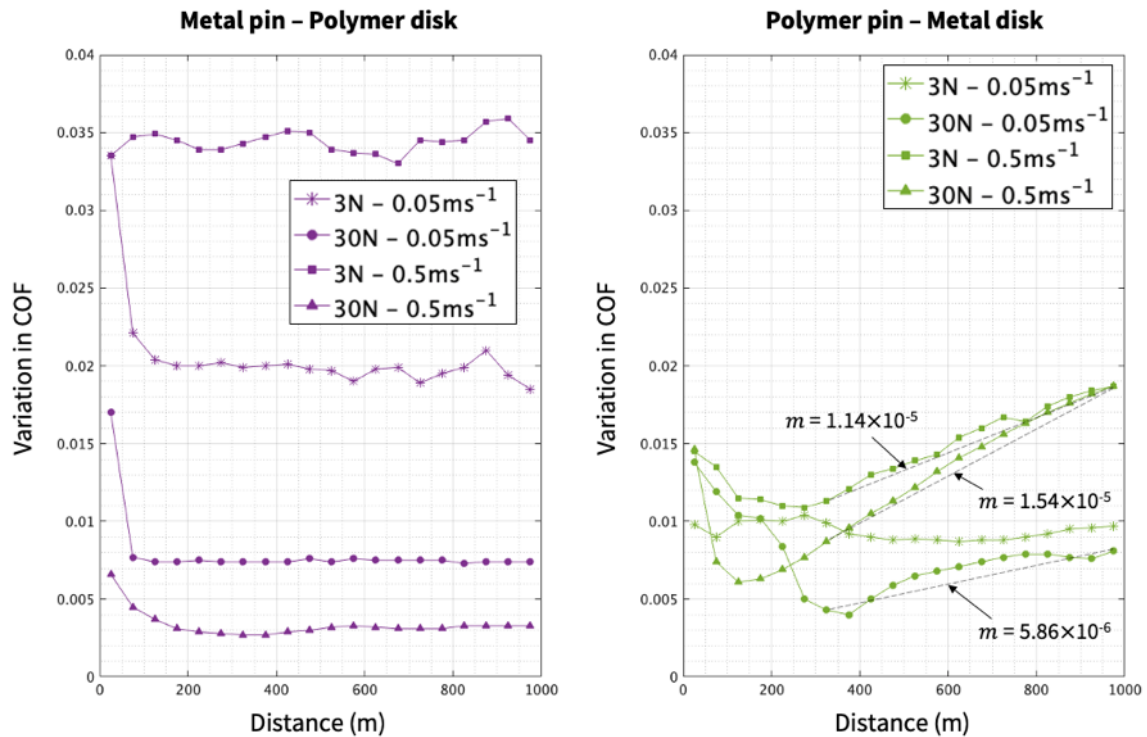 Metal pin – Polymer disk
Variation in COF
0.04
0.035
0.03
0.025
0.02
0.015
0.01
0.005
0
3N – 0.05ms⁻¹
30N – 0.05ms⁻¹
3N – 0.5ms⁻¹
30N – 0.5ms⁻¹
0 200 400 600 800 1000
Distance (m)
Polymer pin – Metal disk
Variation in COF
0.04
0.035
0.03
0.025
0.02
0.015
0.01
0.005
0
3N – 0.05ms⁻¹
30N – 0.05ms⁻¹
3N – 0.5ms⁻¹
30N – 0.5ms⁻¹
m = 1.14×10⁻⁵
m = 1.54×10⁻⁵
m = 5.86×10⁻⁶
0 200 400 600 800 1000
Distance (m)